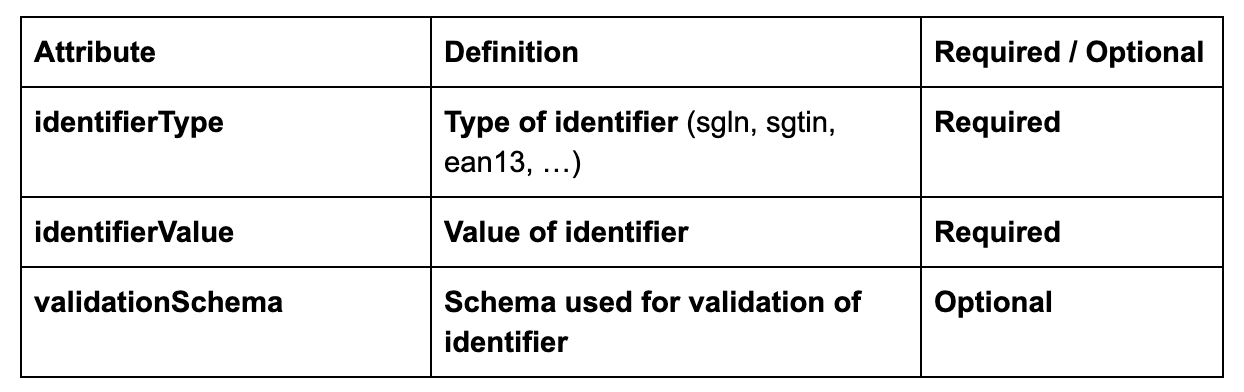 Attribute Definition Required / Optional
identifierType Type of identifier (sgln, sgtin, Required
ean13, …)
identifierValue Value of identifier Required
validationSchema Schema used for validation of Optional
identifier